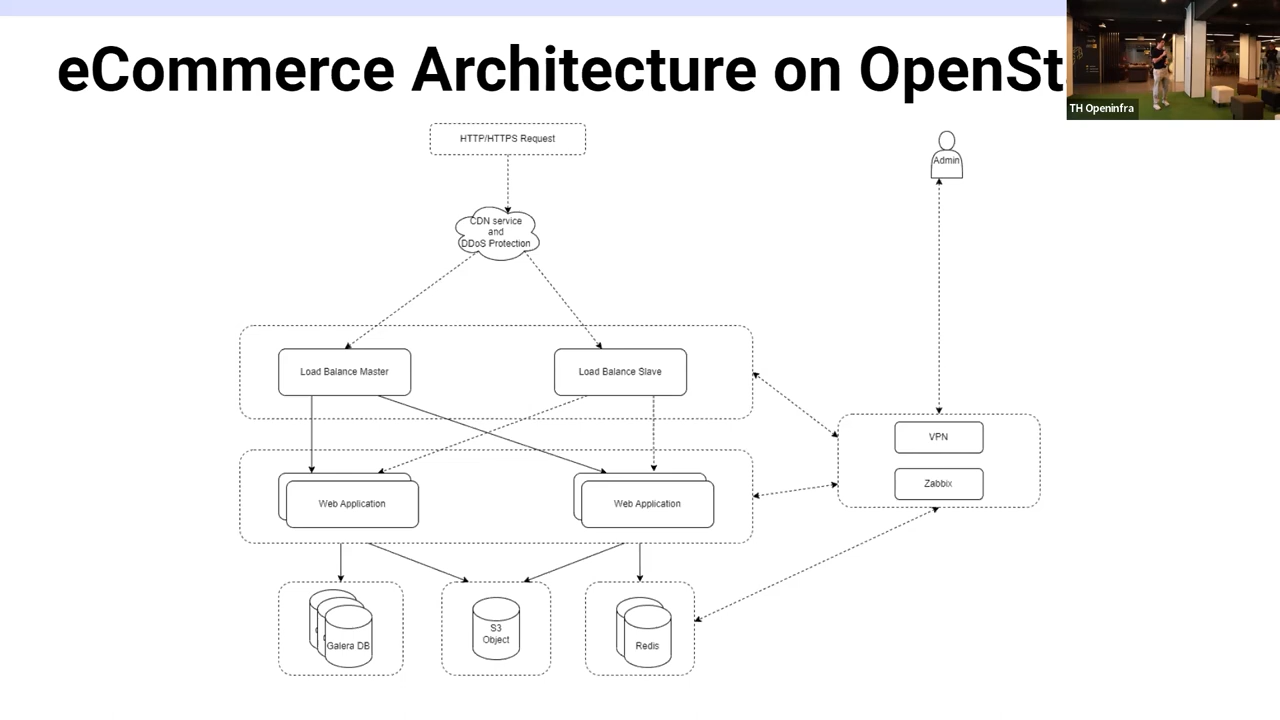 eCommerce Architecture on OpenSt
TH Openinfra
HTTP/HTTPS Request
Admin
CDN service
and
DDoS Protection
Load Balance Master
Load Balance Slave
VPN
Zabbix
Web Application
Web Application
Galera DB
S3
Object
Redis